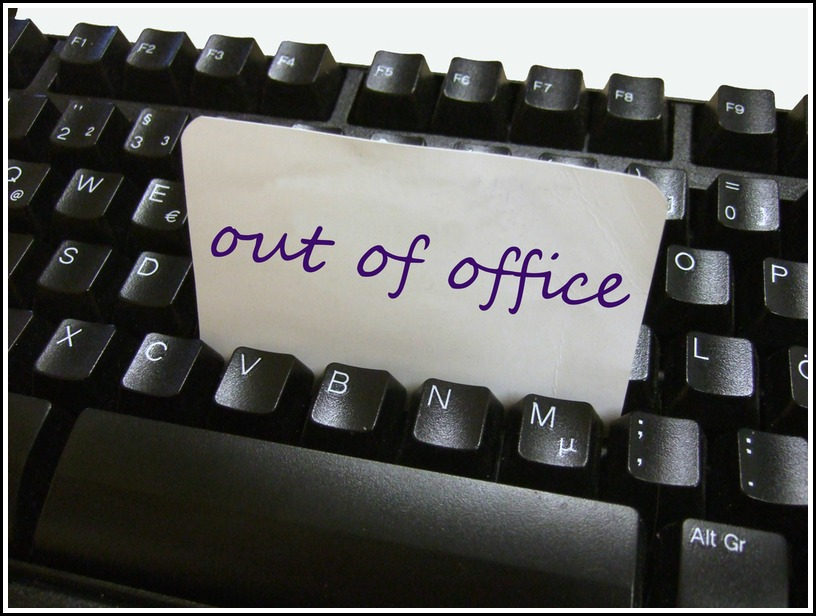 F1 F2 F3 F4 F5 F6 F7 F8 F9
" 2 ² § 3 ³ = 0 }
Q @ W E € O P
out of office
S D L Ö
X C V B N M µ ; , : .
Alt Gr